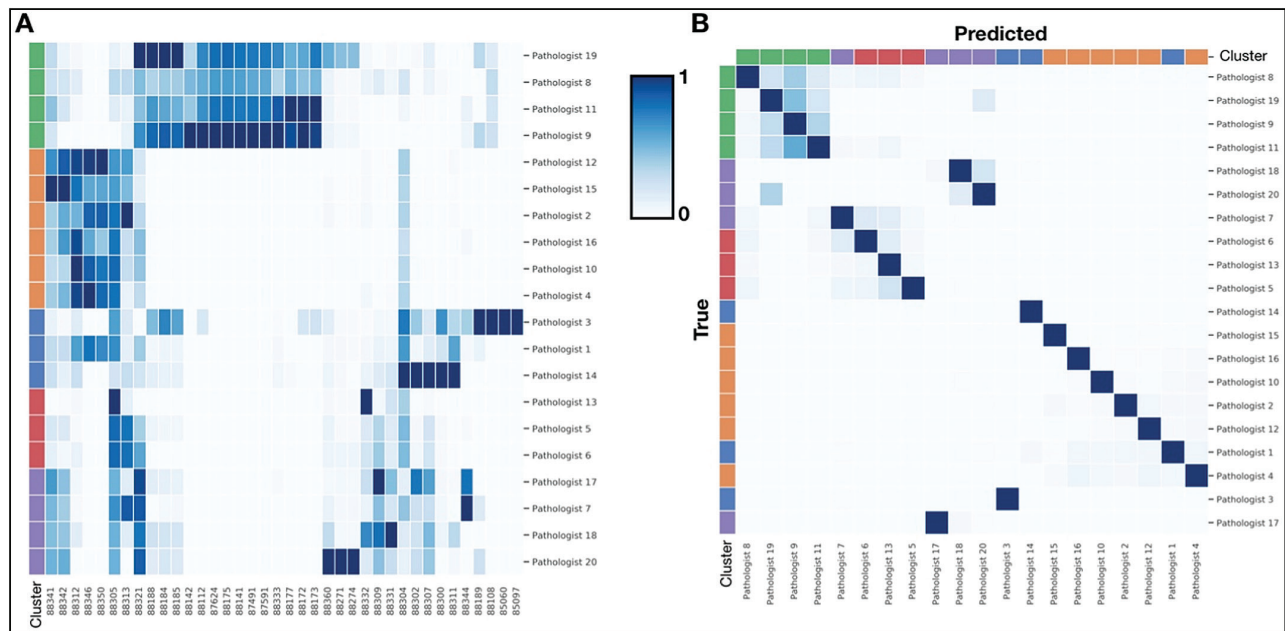 A
B
Predicted
Cluster
Pathologist 19
Pathologist 8
Pathologist 11
Pathologist 9
Pathologist 12
Pathologist 15
Pathologist 2
Pathologist 16
Pathologist 10
Pathologist 4
Pathologist 3
Pathologist 1
Pathologist 14
Pathologist 13
Pathologist 5
Pathologist 6
Pathologist 17
Pathologist 7
Pathologist 18
Pathologist 20
Cluster
88341
88342
88312
88346
88350
88305
88313
88321
88188
88184
88185
88142
88112
87624
88175
88141
87491
87591
88333
88177
88172
88173
88360
88271
88274
88332
88309
88331
88304
88302
88307
88300
88311
88344
88189
88108
85060
85097
1
0
True
Pathologist 8
Pathologist 19
Pathologist 9
Pathologist 11
Pathologist 18
Pathologist 20
Pathologist 7
Pathologist 6
Pathologist 13
Pathologist 5
Pathologist 14
Pathologist 15
Pathologist 16
Pathologist 10
Pathologist 2
Pathologist 12
Pathologist 1
Pathologist 4
Pathologist 3
Pathologist 17
Cluster
Pathologist 8
Pathologist 19
Pathologist 9
Pathologist 11
Pathologist 7
Pathologist 6
Pathologist 13
Pathologist 5
Pathologist 17
Pathologist 18
Pathologist 20
Pathologist 3
Pathologist 14
Pathologist 15
Pathologist 16
Pathologist 10
Pathologist 2
Pathologist 12
Pathologist 1
Pathologist 4